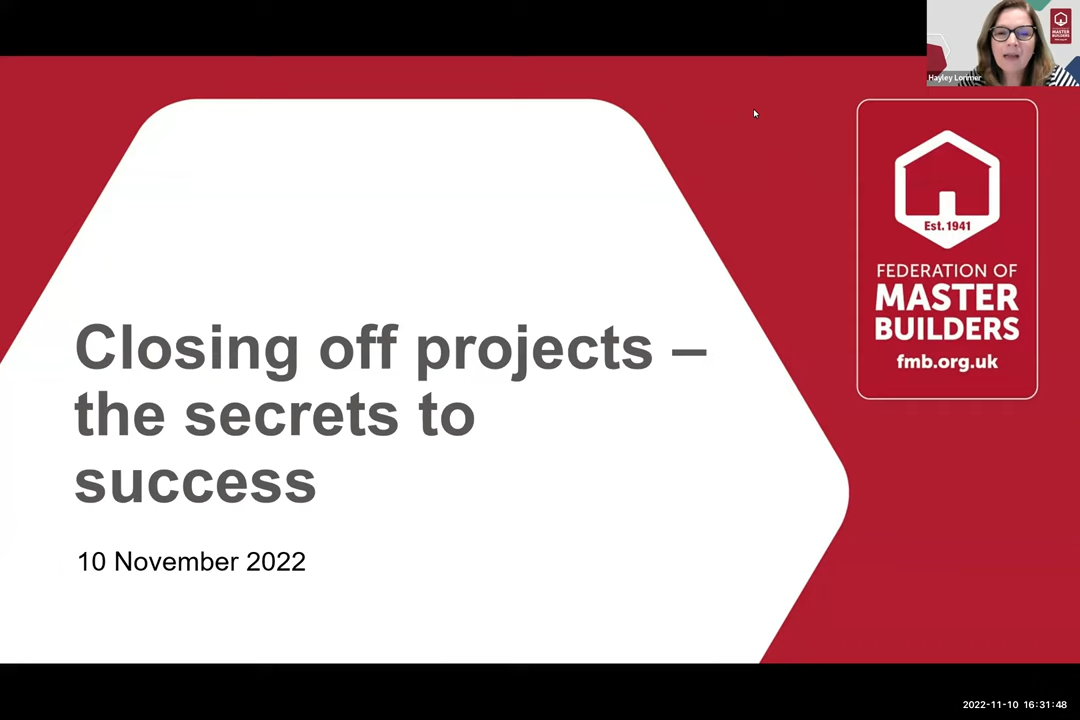 Hayley Lorimer
Est. 1941
FEDERATION OF
MASTER
BUILDERS
fmb.org.uk
Closing off projects –
the secrets to
success
10 November 2022
2022-11-10 16:31:48